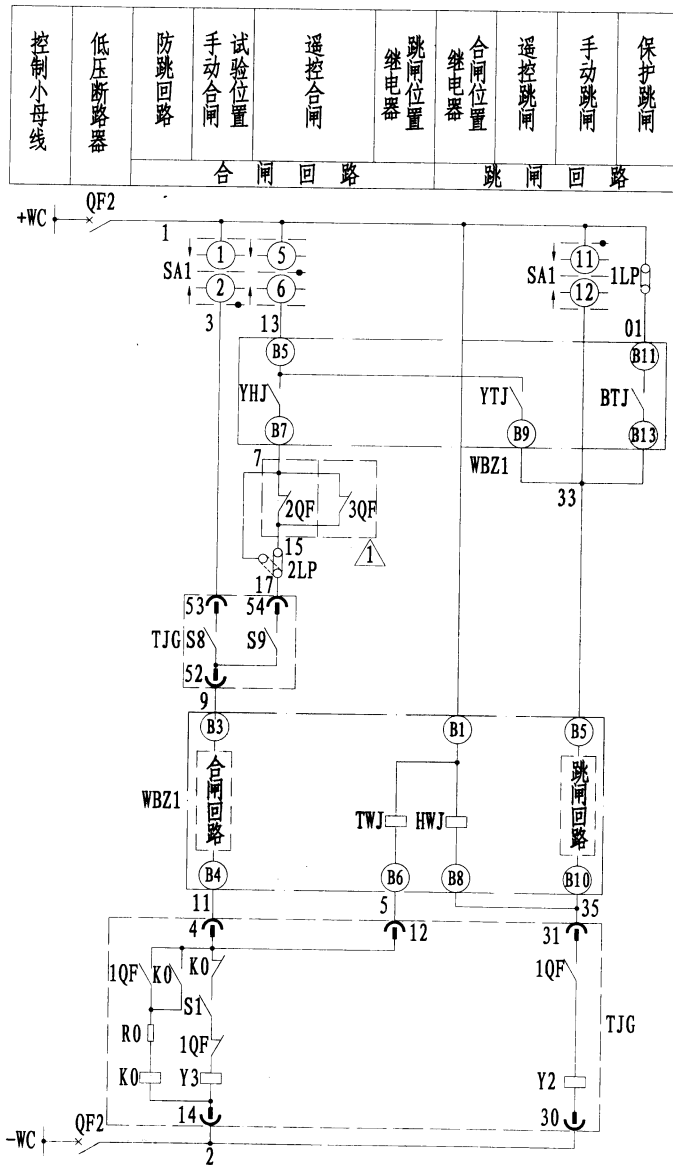 控制小母线
低压断路器
防跳回路
手动合闸
试验位置
遥控合闸
跳闸位置
继电器
合闸位置
继电器
遥控跳闸
手动跳闸
保护跳闸
合闸回路
跳闸回路
+WC
QF2
1
1
5
11
SA1
SA1
1LP
2
6
12
3
13
01
B5
B11
YHJ
YTJ
BTJ
B7
B9
B13
7
WBZ1
33
2QF
3QF
15
1
2LP
17
53
54
TJG
S8
S9
52
9
B3
B1
B5
合闸回路
跳闸回路
WBZ1
TWJ
HWJ
B4
B6
B8
B10
11
5
35
4
12
31
1QF
K0
K0
1QF
S1
R0
1QF
TJG
K0
Y3
Y2
14
30
-WC
QF2
2